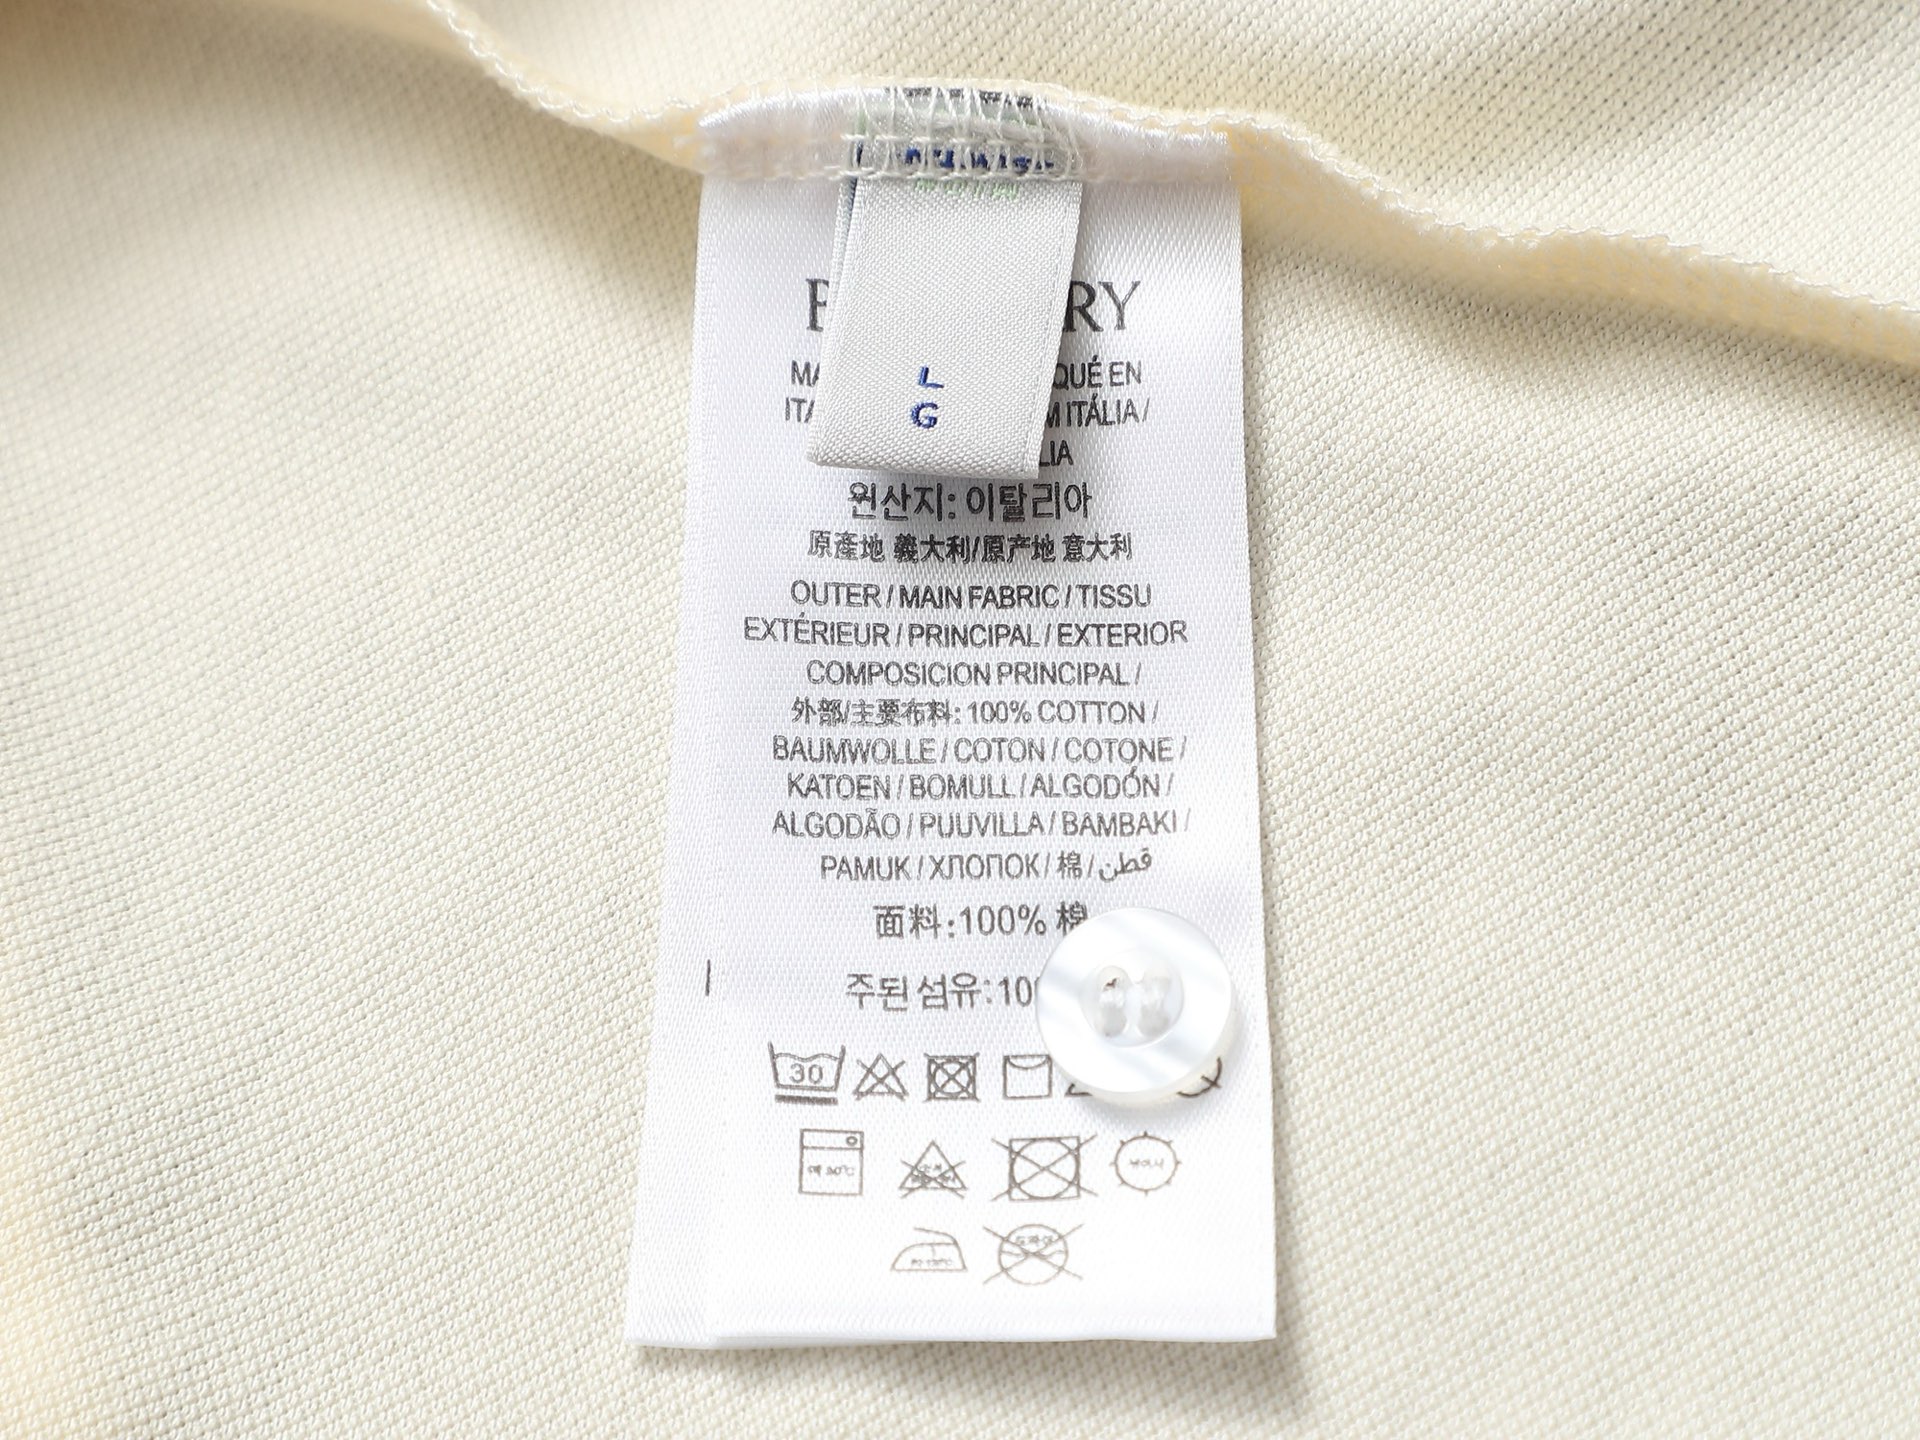 RY
L
G
QUÉ EN
ITÁLIA /
원산지: 이탈리아
原產地 義大利/原产地 意大利
OUTER / MAIN FABRIC / TISSU
EXTÉRIEUR / PRINCIPAL / EXTERIOR
COMPOSICION PRINCIPAL /
外部/主要布料: 100% COTTON /
BAUMWOLLE / COTON / COTONE /
KATOEN / BOMULL / ALGODÓN /
ALGODÃO / PUUVILLA / BAMBAKI /
PAMUK / ХЛОПОК / 棉 / قطن
面料:100% 棉
주된 섬유:10
30